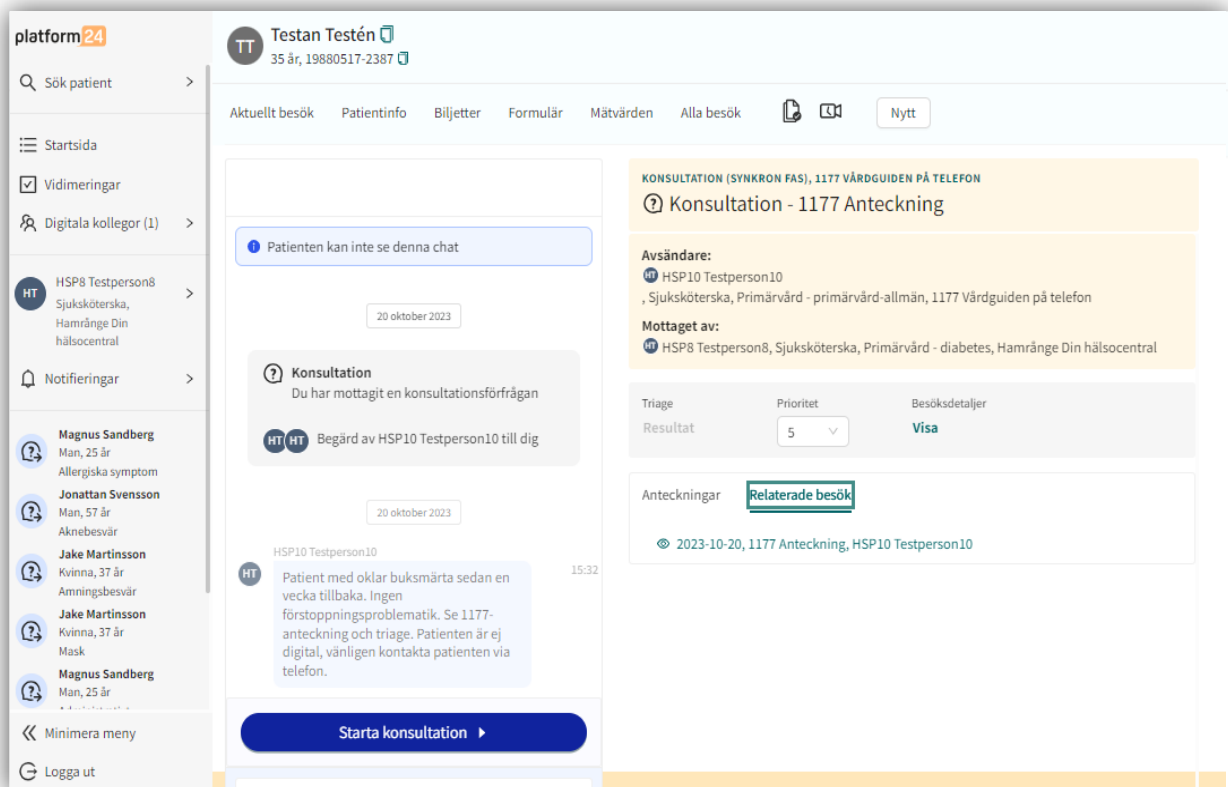 platform24
Sök patient
Startsida
Vidimeringar
Digitala kollegor (1)
HT
HSP8 Testperson8
Sjuksköterska,
Hamrånge Din
hälsocentral
Notifieringar
Magnus Sandberg
Man, 25 år
Allergiska symptom
Jonattan Svensson
Man, 57 år
Aknebesvär
Jake Martinsson
Kvinna, 37 år
Amningsbesvär
Jake Martinsson
Kvinna, 37 år
Mask
Magnus Sandberg
Man, 25 år
Minimera meny
Logga ut
TT
Testan Testén
35 år, 19880517-2387
Aktuellt besök Patientinfo Biljetter Formulär Mätvärden Alla besök Nytt
Patienten kan inte se denna chat
20 oktober 2023
Konsultation
Du har mottagit en konsultationsförfrågan
HT HT Begärd av HSP10 Testperson10 till dig
20 oktober 2023
HSP10 Testperson10
HT
15:32
Patient med oklar buksmärta sedan en
vecka tillbaka. Ingen
förstoppningsproblematik. Se 1177-
anteckning och triage. Patienten är ej
digital, vänligen kontakta patienten via
telefon.
Starta konsultation
KONSULTATION (SYNKRON FAS), 1177 VÅRDGUIDEN PÅ TELEFON
Konsultation - 1177 Anteckning
Avsändare:
HT HSP10 Testperson10
, Sjuksköterska, Primärvård - primärvård-allmän, 1177 Vårdguiden på telefon
Mottaget av:
HT HSP8 Testperson8, Sjuksköterska, Primärvård - diabetes, Hamrånge Din hälsocentral
Triage Prioritet Besöksdetaljer
Resultat 5 Visa
Anteckningar Relaterade besök
2023-10-20, 1177 Anteckning, HSP10 Testperson10